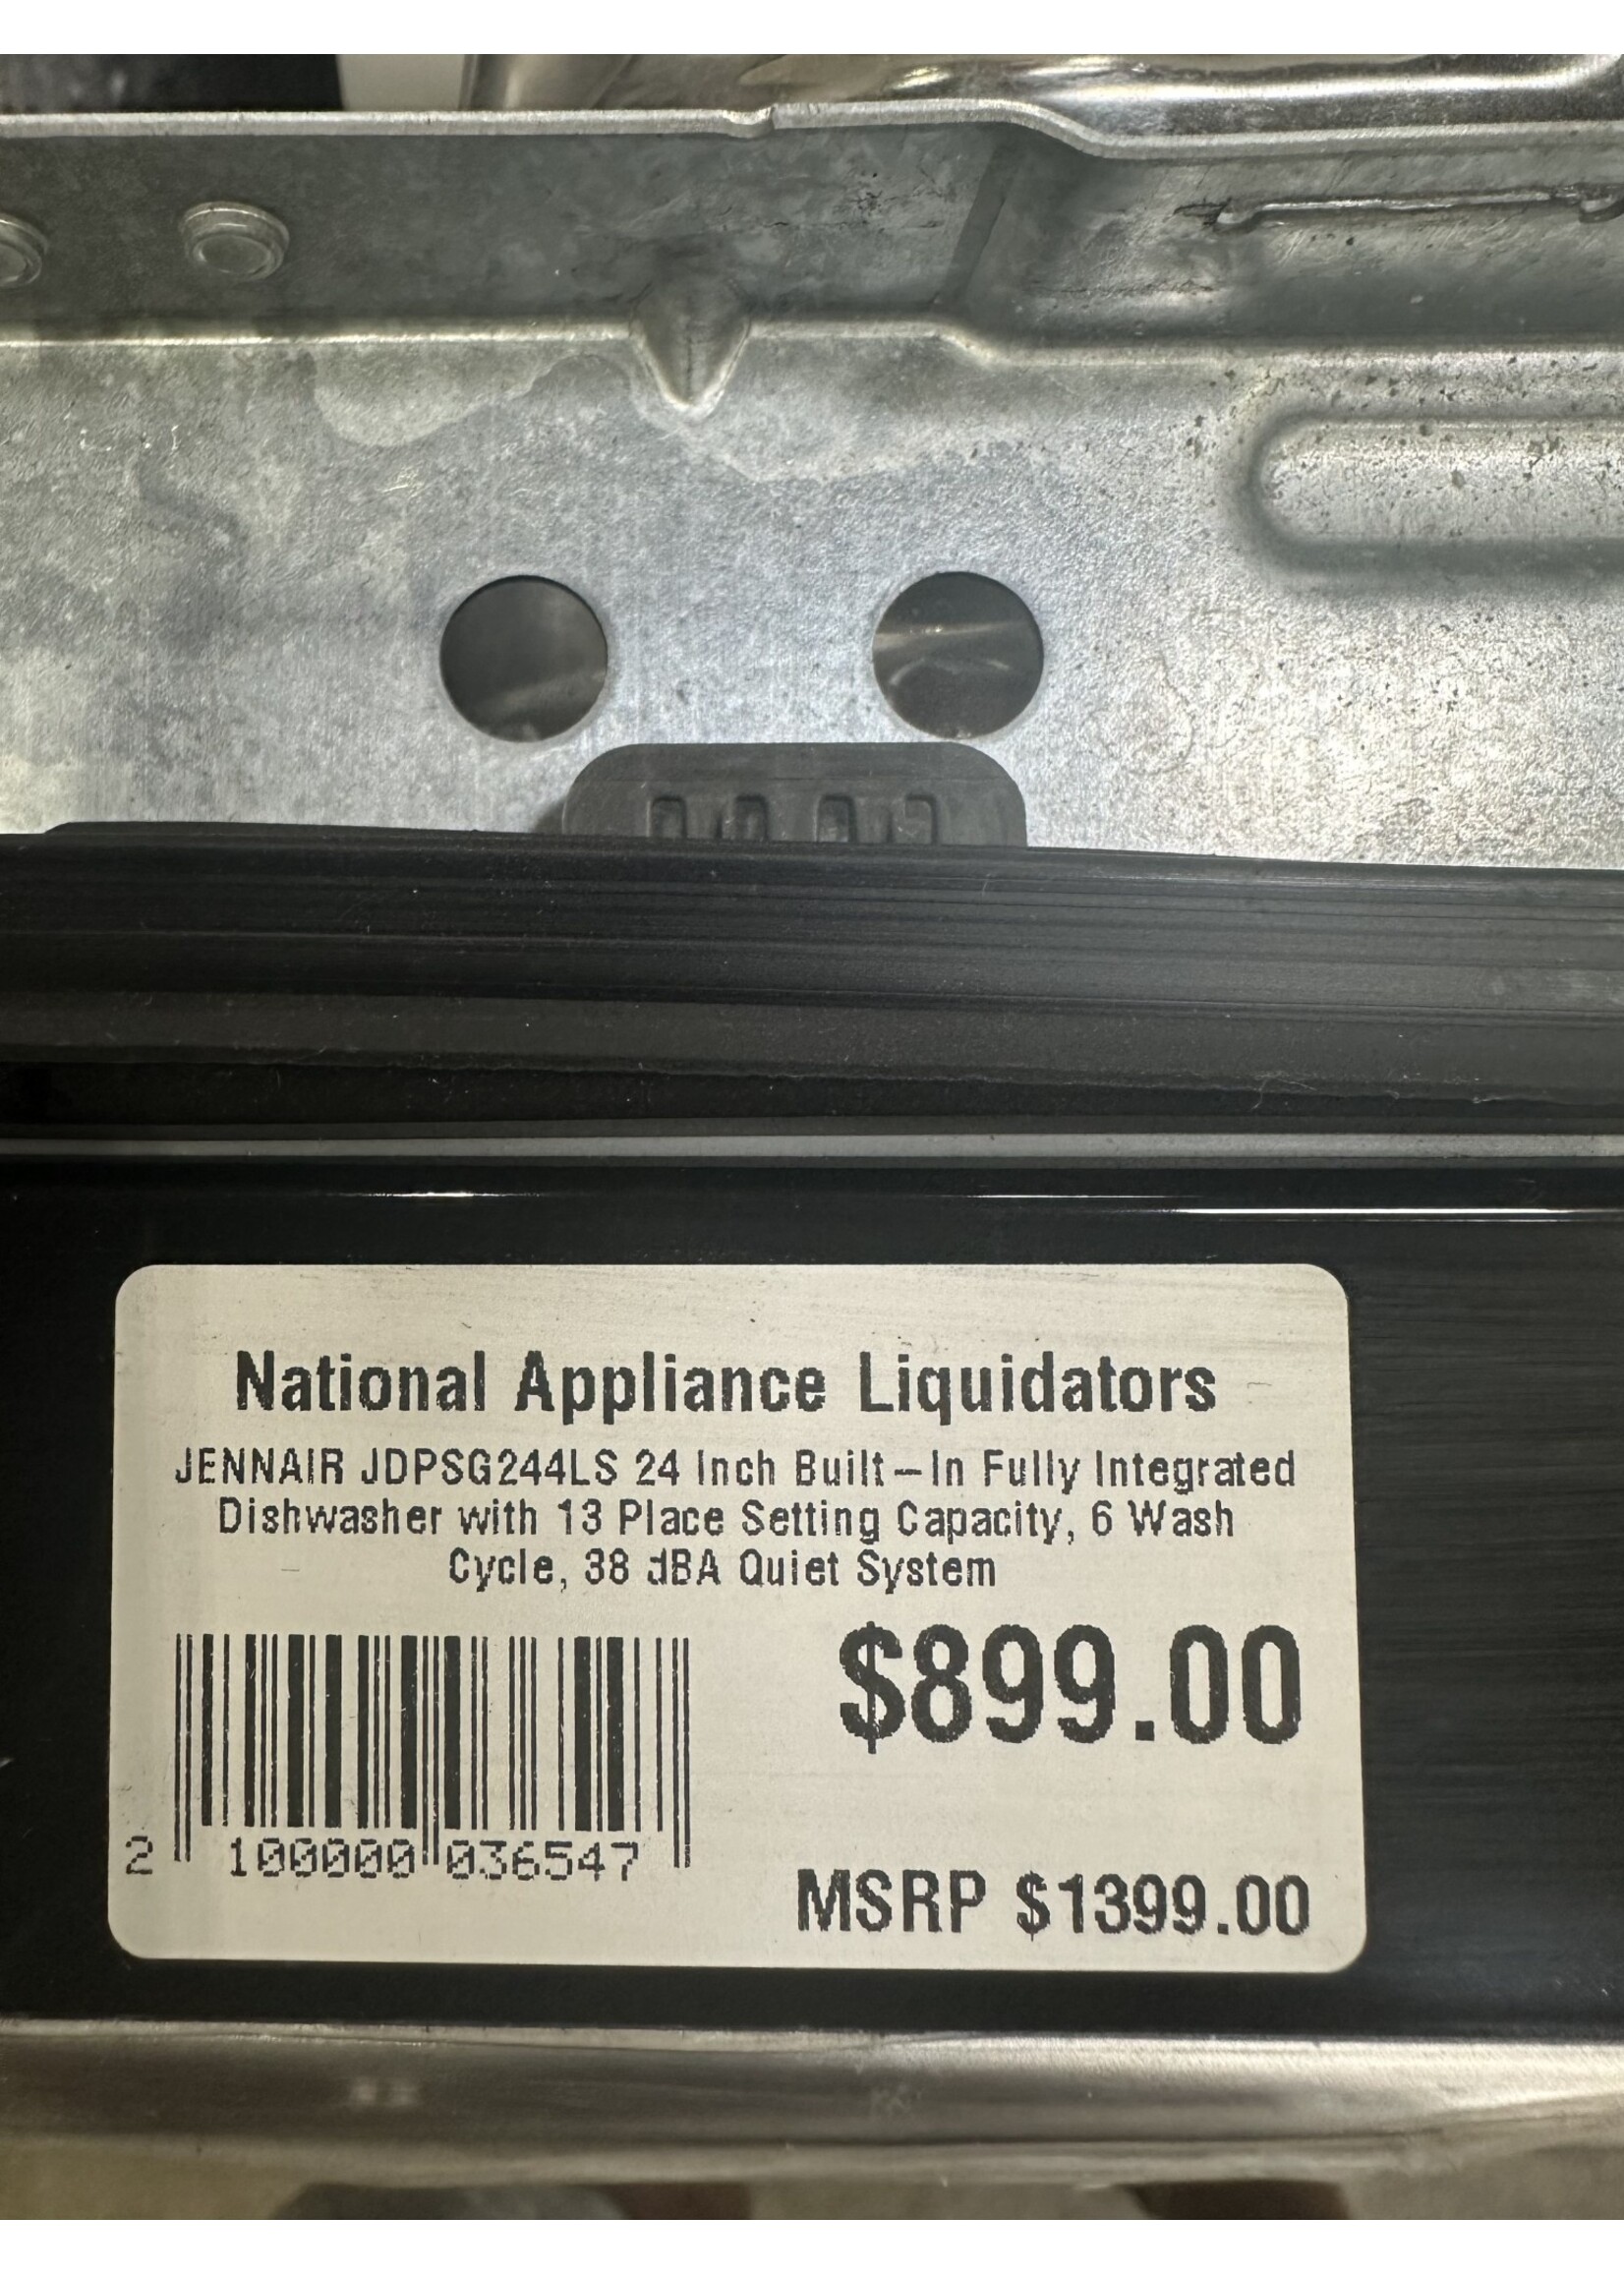 National Appliance Liquidators
JENNAIR JDPSG244LS 24 Inch Built-In Fully Integrated
Dishwasher with 13 Place Setting Capacity, 6 Wash
Cycle, 38 dBA Quiet System
$899.00
2 100000 036547
MSRP $1399.00